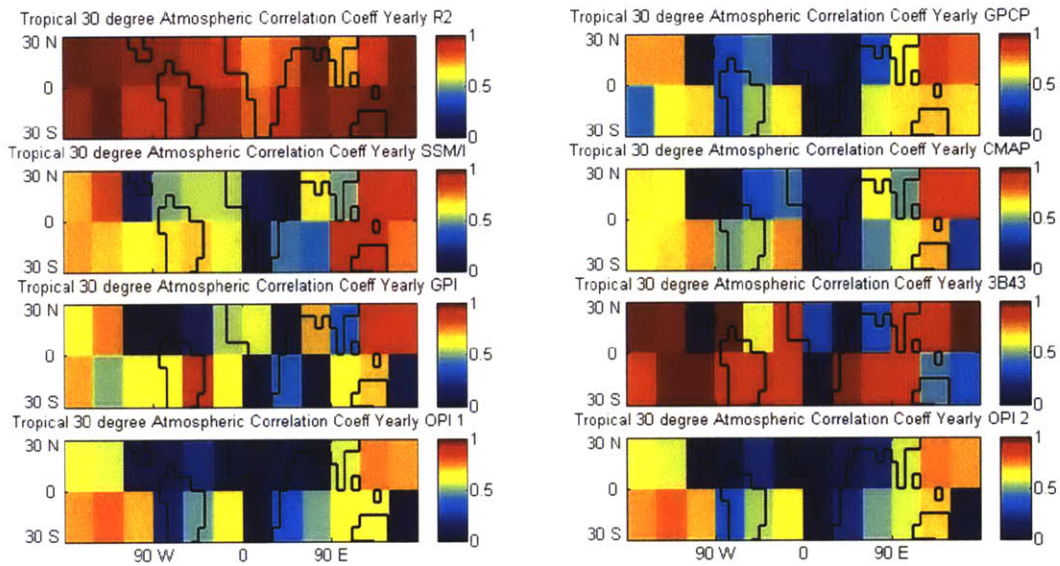 Tropical 30 degree Atmospheric Correlation Coeff Yearly R2
30 N
0
30 S
1
0.5
0
Tropical 30 degree Atmospheric Correlation Coeff Yearly SSM/I
30 N
0
30 S
1
0.5
0
Tropical 30 degree Atmospheric Correlation Coeff Yearly GPI
30 N
0
30 S
1
0.5
0
Tropical 30 degree Atmospheric Correlation Coeff Yearly OPI 1
30 N
0
30 S
90 W
0
90 E
1
0.5
0
Tropical 30 degree Atmospheric Correlation Coeff Yearly GPCP
30 N
0
30 S
1
0.5
0
Tropical 30 degree Atmospheric Correlation Coeff Yearly CMAP
30 N
0
30 S
1
0.5
0
Tropical 30 degree Atmospheric Correlation Coeff Yearly 3B43
30 N
0
30 S
1
0.5
0
Tropical 30 degree Atmospheric Correlation Coeff Yearly OPI 2
30 N
0
30 S
90 W
0
90 E
1
0.5
0